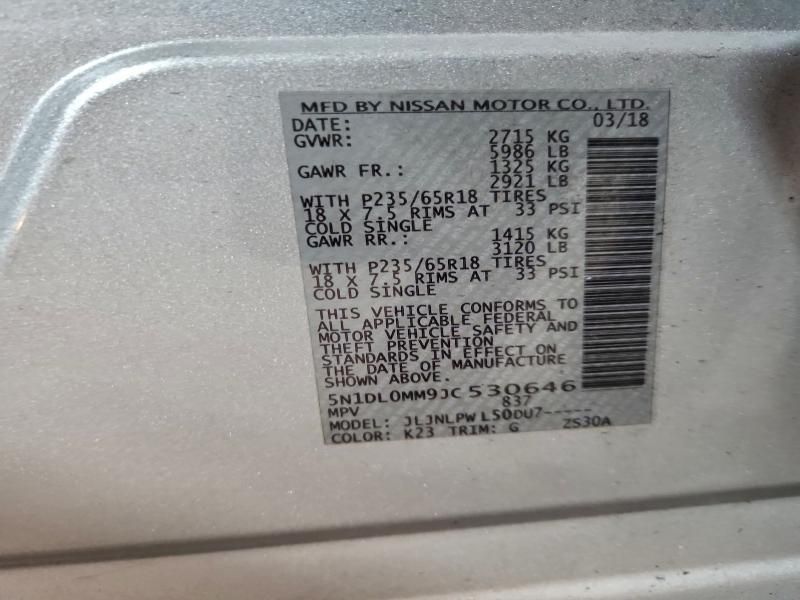 MFD BY NISSAN MOTOR CO., LTD.
DATE: 03/18
GVWR: 2715 KG
5986 LB
GAWR FR.: 1325 KG
2921 LB
WITH P235/65R18 TIRES
18 X 7.5 RIMS AT 33 PSI
COLD SINGLE
GAWR RR.: 1415 KG
3120 LB
WITH P235/65R18 TIRES
18 X 7.5 RIMS AT 33 PSI
COLD SINGLE
THIS VEHICLE CONFORMS TO
ALL APPLICABLE FEDERAL
MOTOR VEHICLE SAFETY AND
THEFT PREVENTION
STANDARDS IN EFFECT ON
THE DATE OF MANUFACTURE
SHOWN ABOVE.
5N1DL0MM9JC530646
MPV 837
MODEL: JLJNLPW L50DU7-----
COLOR: K23 TRIM: G ZS30A